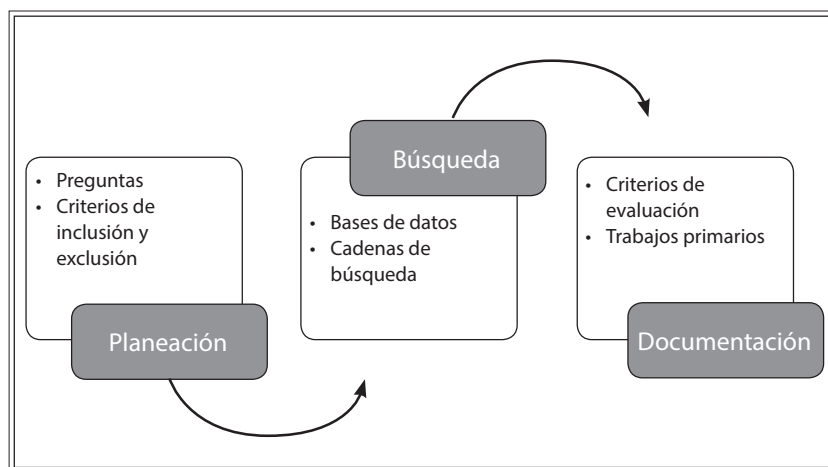 • Preguntas
• Criterios de
inclusión y
exclusión
Planeación
Búsqueda
• Bases de datos
• Cadenas de
búsqueda
• Criterios de
evaluación
• Trabajos primarios
Documentación